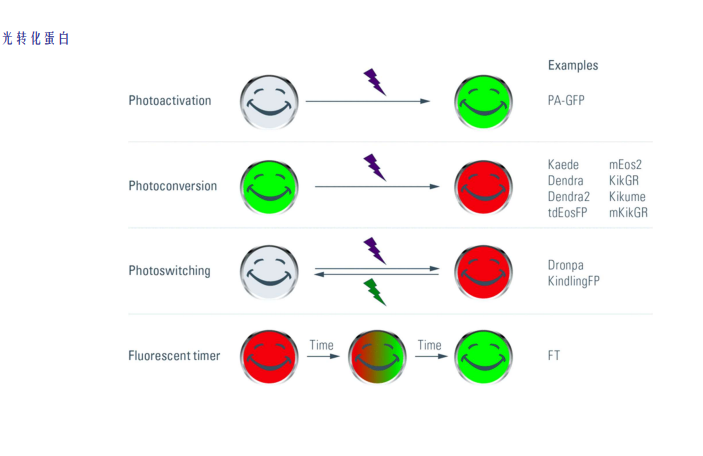 光转化蛋白
Examples
Photoactivation
PA-GFP
Photoconversion
Kaede mEos2
Dendra KikGR
Dendra2 Kikume
tdEosFP mKikGR
Photoswitching
Dronpa
KindlingFP
Fluorescent timer
Time
Time
FT